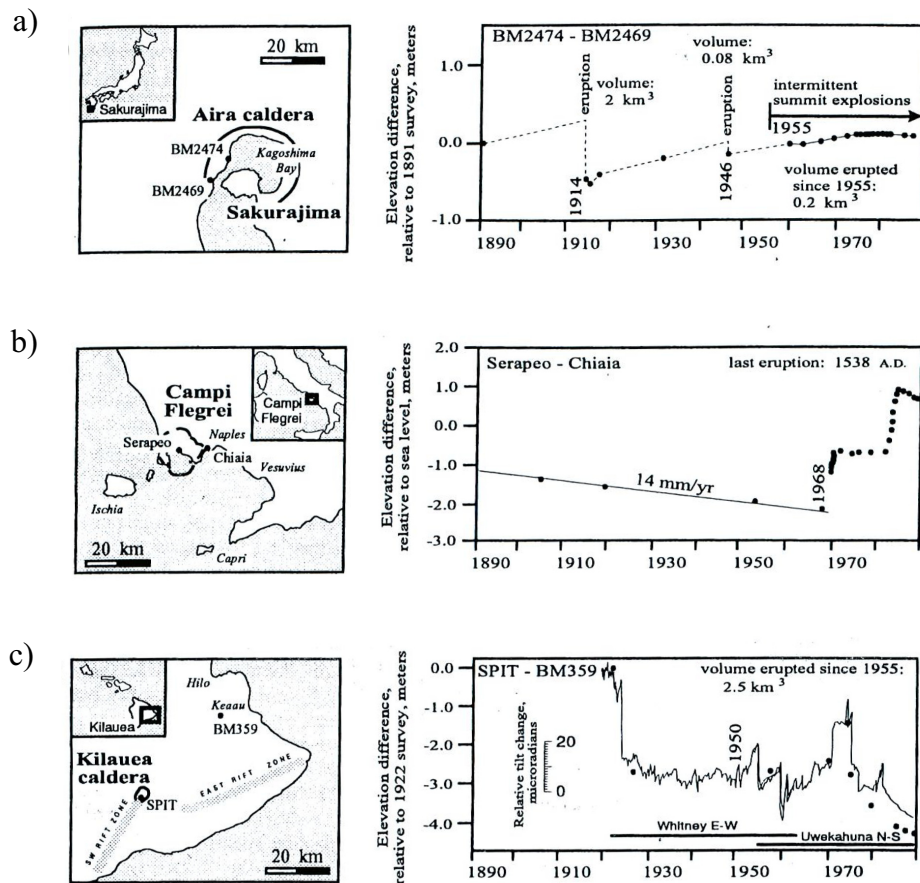 a)
20 km
Sakurajima
Aira caldera
BM2474
Kagoshima
Bay
BM2469
Sakurajima
Elevation difference,
relative to 1891 survey, meters
BM2474 - BM2469
1.0
0.0
-1.0
eruption
volume:
2 km3
1914
volume:
0.08 km3
eruption
1946
intermittent
summit explosions
1955
volume erupted
since 1955:
0.2 km3
1890 1910 1930 1950 1970
b)
Campi
Flegrei
Campi
Flegrei
Serapeo
Naples
Chiaia
Vesuvius
Ischia
20 km
Capri
Elevation difference,
relative to sea level, meters
2.0
1.0
0.0
-1.0
-2.0
-3.0
Serapeo - Chiaia
last eruption: 1538 A.D.
14 mm/yr
1968
1890 1910 1930 1950 1970
c)
Kilauea
Hilo
Keaau
BM359
Kilauea
caldera
SPIT
EAST RIFT ZONE
SW RIFT ZONE
20 km
Elevation difference,
relative to 1922 survey, meters
0.0
-1.0
-2.0
-3.0
-4.0
SPIT - BM359
volume erupted since 1955:
2.5 km3
Relative tilt change,
microradians
20
0
1950
Whitney E-W
Uwekahuna N-S
1890 1910 1930 1950 1970